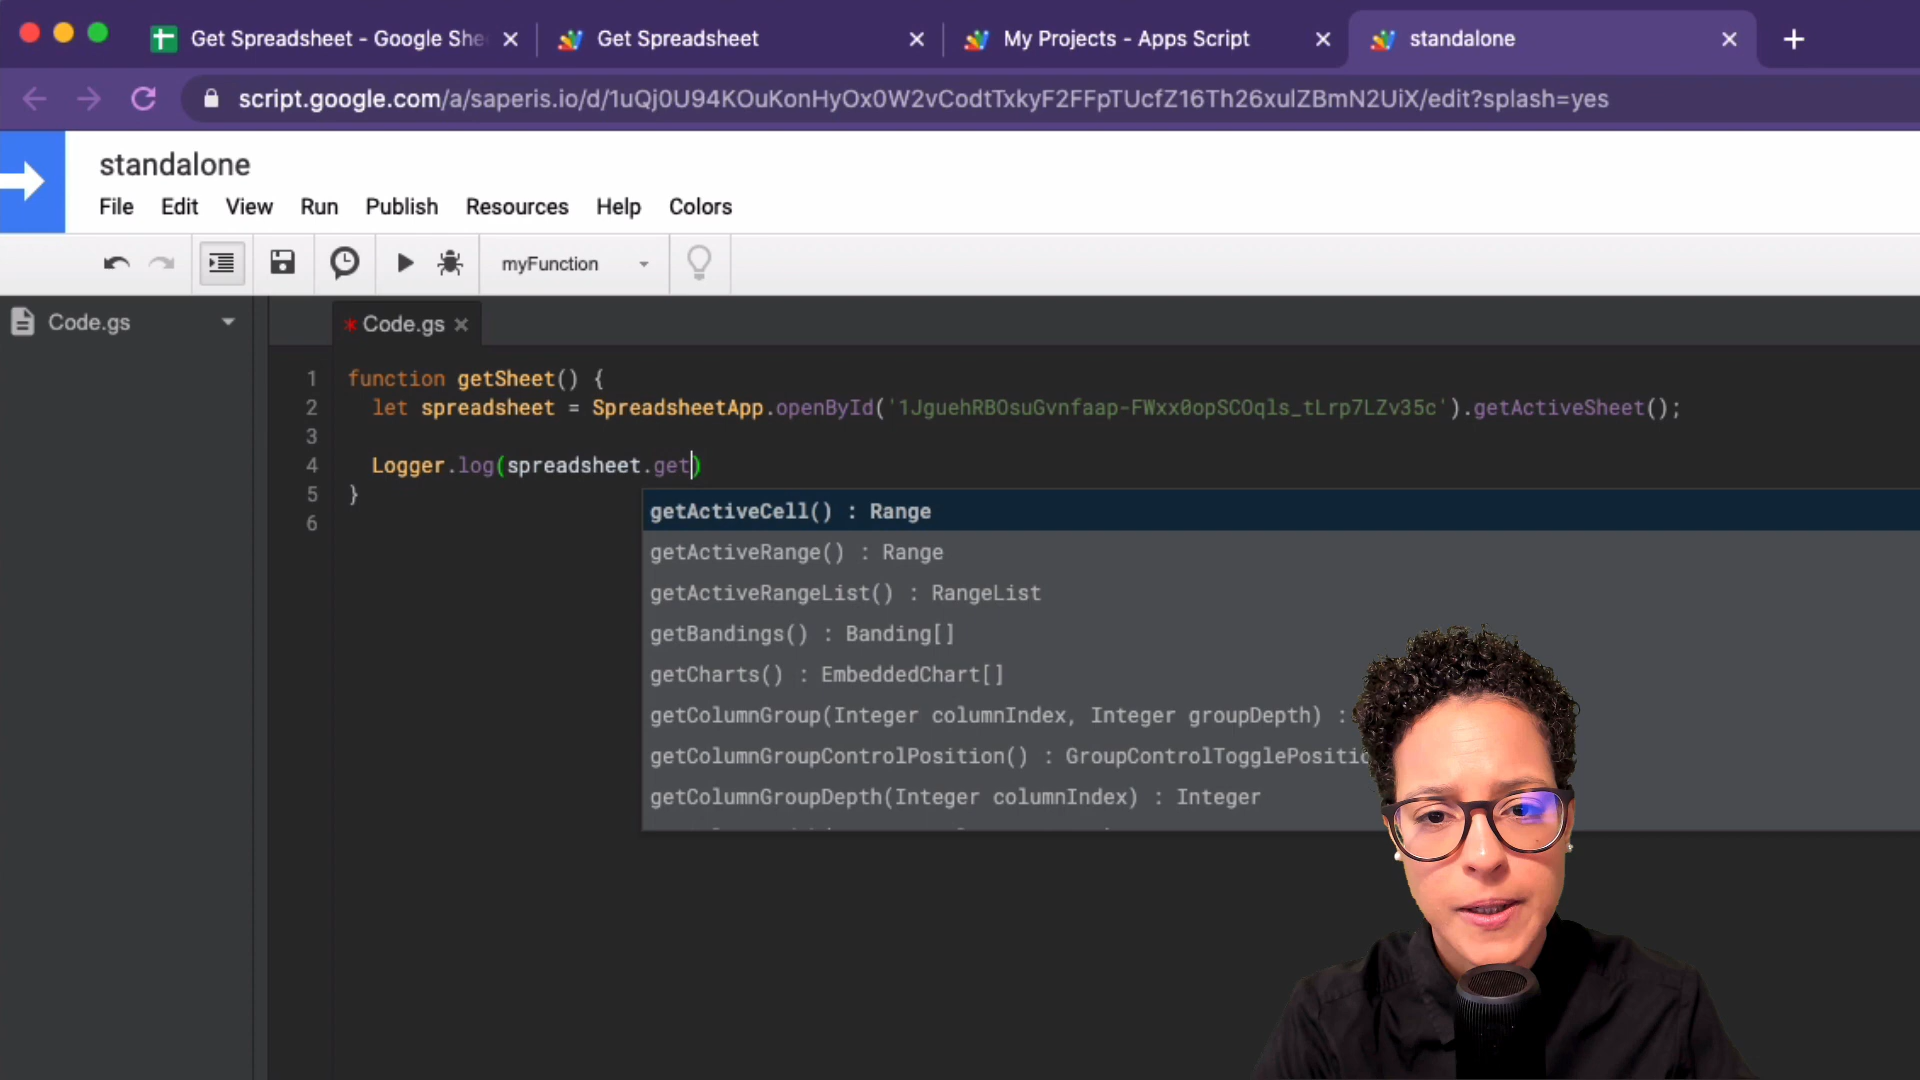 Get Spreadsheet - Google She
Get Spreadsheet
My Projects - Apps Script
standalone
script.google.com/a/saperis.io/d/1uQj0U94KOuKonHyOx0W2vCodtTxkyF2FFpTUcfZ16Th26xulZBmN2UiX/edit?splash=yes
standalone
File Edit View Run Publish Resources Help Colors
myFunction
Code.gs
* Code.gs
1 function getSheet() {
2 let spreadsheet = SpreadsheetApp.openById('1JguehRBOsuGvnfaap-FWxx0opSCOqls_tLrp7LZv35c').getActiveSheet();
3
4 Logger.log(spreadsheet.get)
5 }
6
getActiveCell() : Range
getActiveRange() : Range
getActiveRangeList() : RangeList
getBandings() : Banding[]
getCharts() : EmbeddedChart[]
getColumnGroup(Integer columnIndex, Integer groupDepth) :
getColumnGroupControlPosition() : GroupControlTogglePositio
getColumnGroupDepth(Integer columnIndex) : Integer